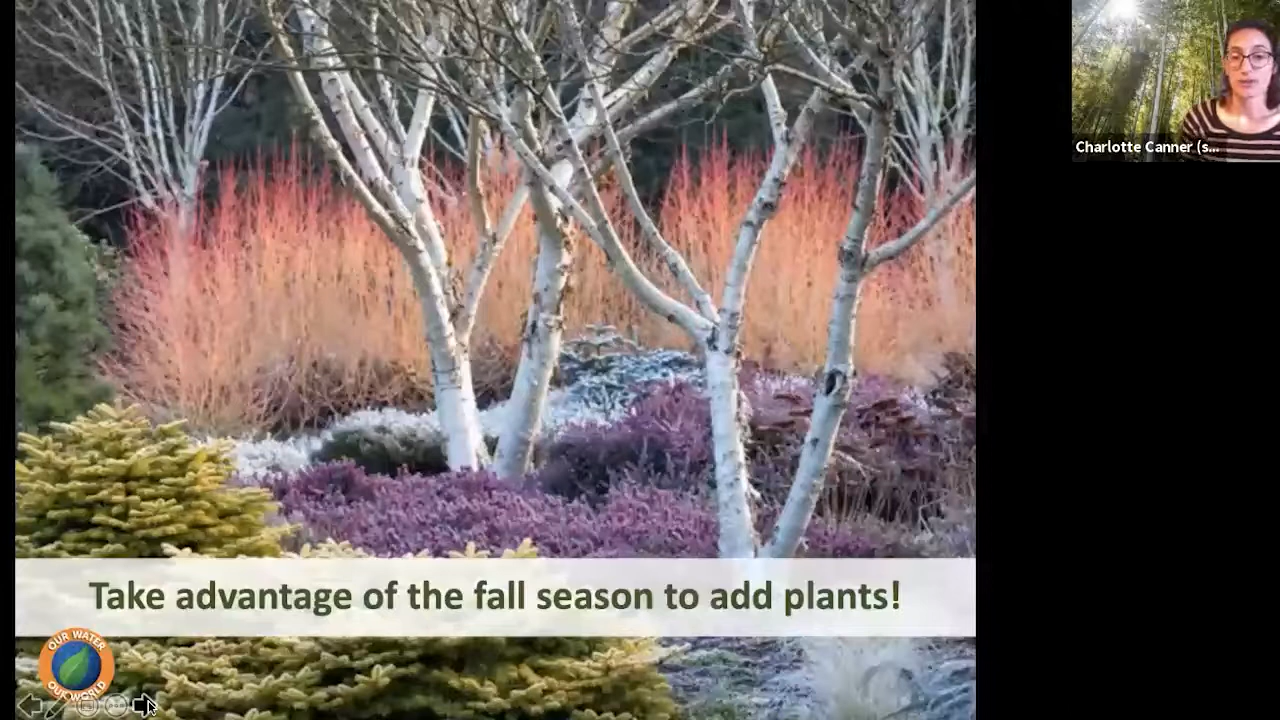 Charlotte Canner (s...
Take advantage of the fall season to add plants!
OUR WATER
OUR WORLD